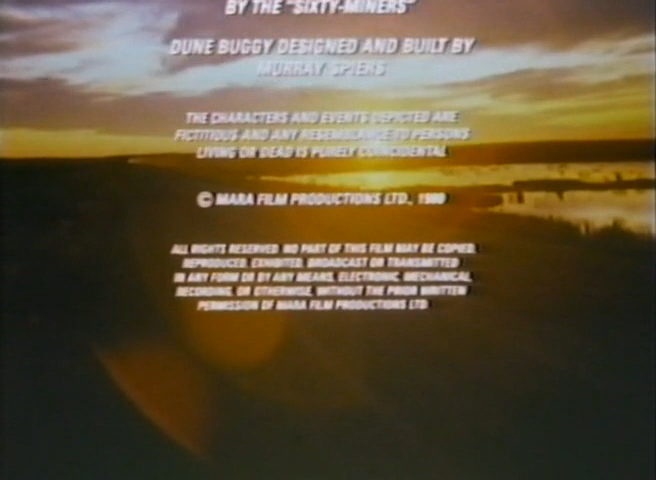 BY THE "SIXTY-MINERS"
DUNE BUGGY DESIGNED AND BUILT BY
MURRAY SPIERS
THE CHARACTERS AND EVENTS DEPICTED ARE
FICTITIOUS AND ANY RESEMBLANCE TO PERSONS
LIVING OR DEAD IS PURELY COINCIDENTAL
© MARA FILM PRODUCTIONS LTD.,
ALL RIGHTS RESERVED. NO PART OF THIS FILM MAY BE COPIED,
REPRODUCED, EXHIBITED, BROADCAST OR TRANSMITTED
IN ANY FORM OR BY ANY MEANS, ELECTRONIC, MECHANICAL,
RECORDING, OR OTHERWISE, WITHOUT THE PRIOR WRITTEN
PERMISSION OF MARA FILM PRODUCTIONS LTD.